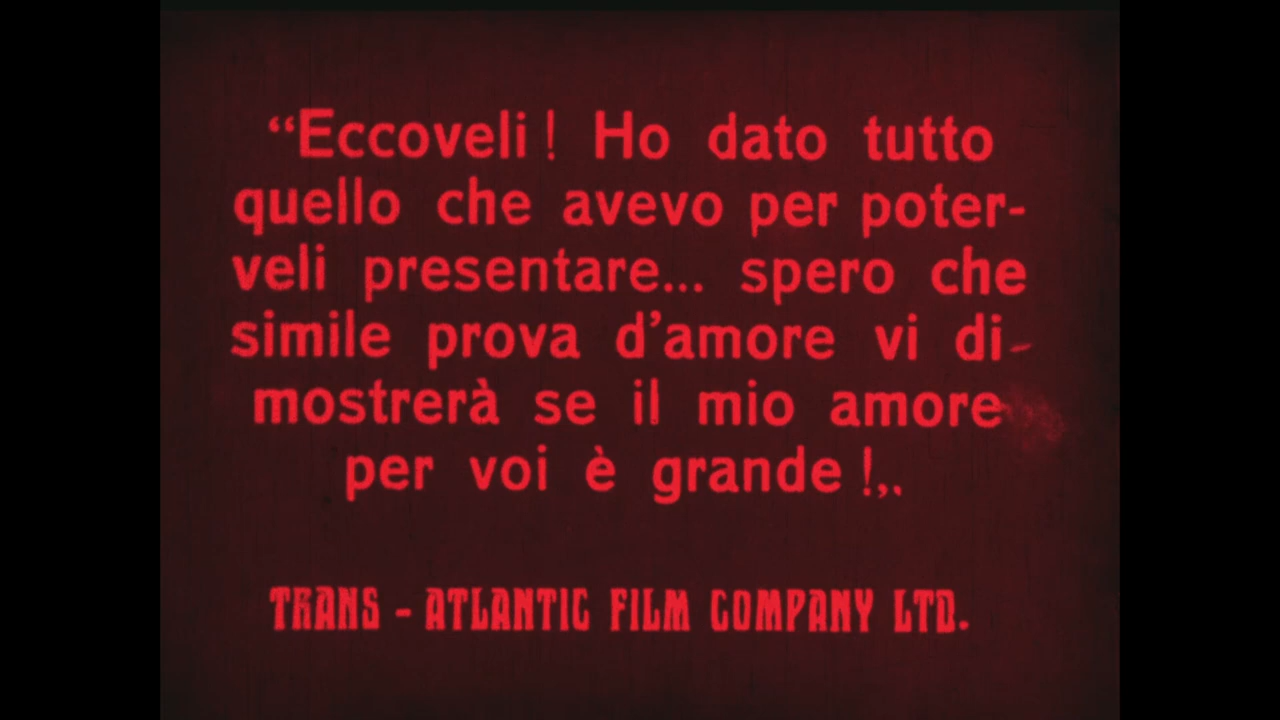 “Eccoveli! Ho dato tutto
quello che avevo per poter-
veli presentare... spero che
simile prova d'amore vi di-
mostrerà se il mio amore
per voi è grande!„.
TRANS - ATLANTIC FILM COMPANY LTD.